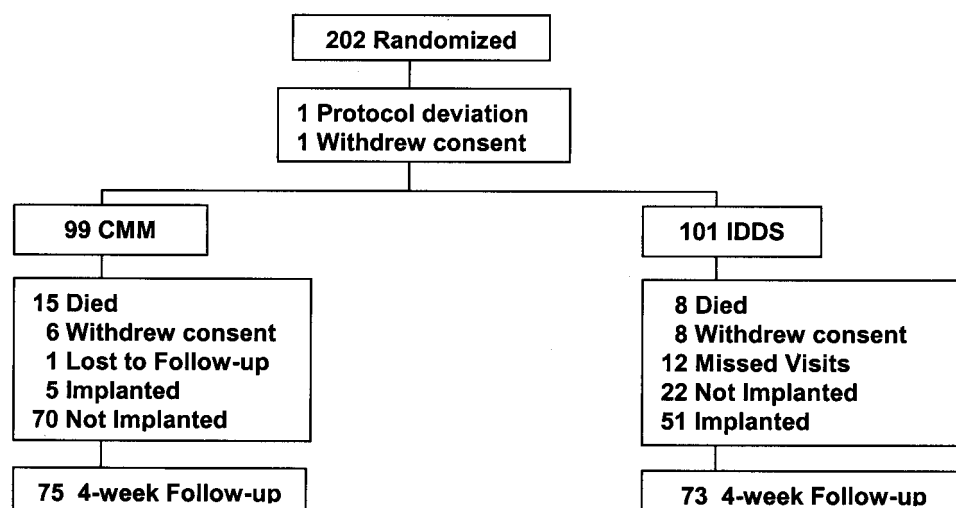 202 Randomized
1 Protocol deviation
1 Withdrew consent
99 CMM
15 Died
6 Withdrew consent
1 Lost to Follow-up
5 Implanted
70 Not Implanted
75 4-week Follow-up
101 IDDS
8 Died
8 Withdrew consent
12 Missed Visits
22 Not Implanted
51 Implanted
73 4-week Follow-up